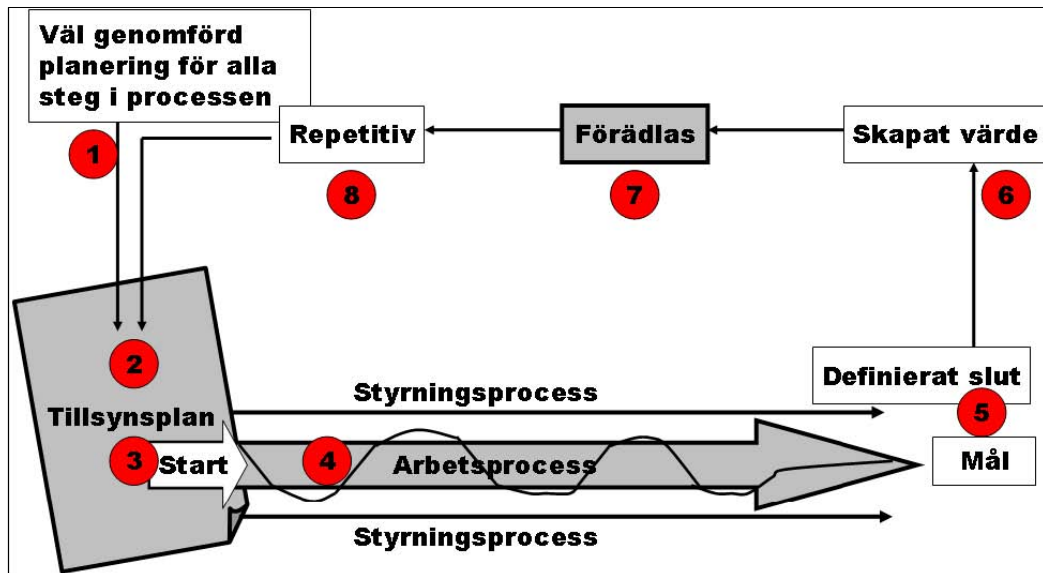 Väl genomförd
planering för alla
steg i processen
1
Repetitiv
8
Förädlas
7
Skapat värde
6
2
Tillsynsplan
3
Start
4
Styrningsprocess
Arbetsprocess
Styrningsprocess
Definierat slut
5
Mål